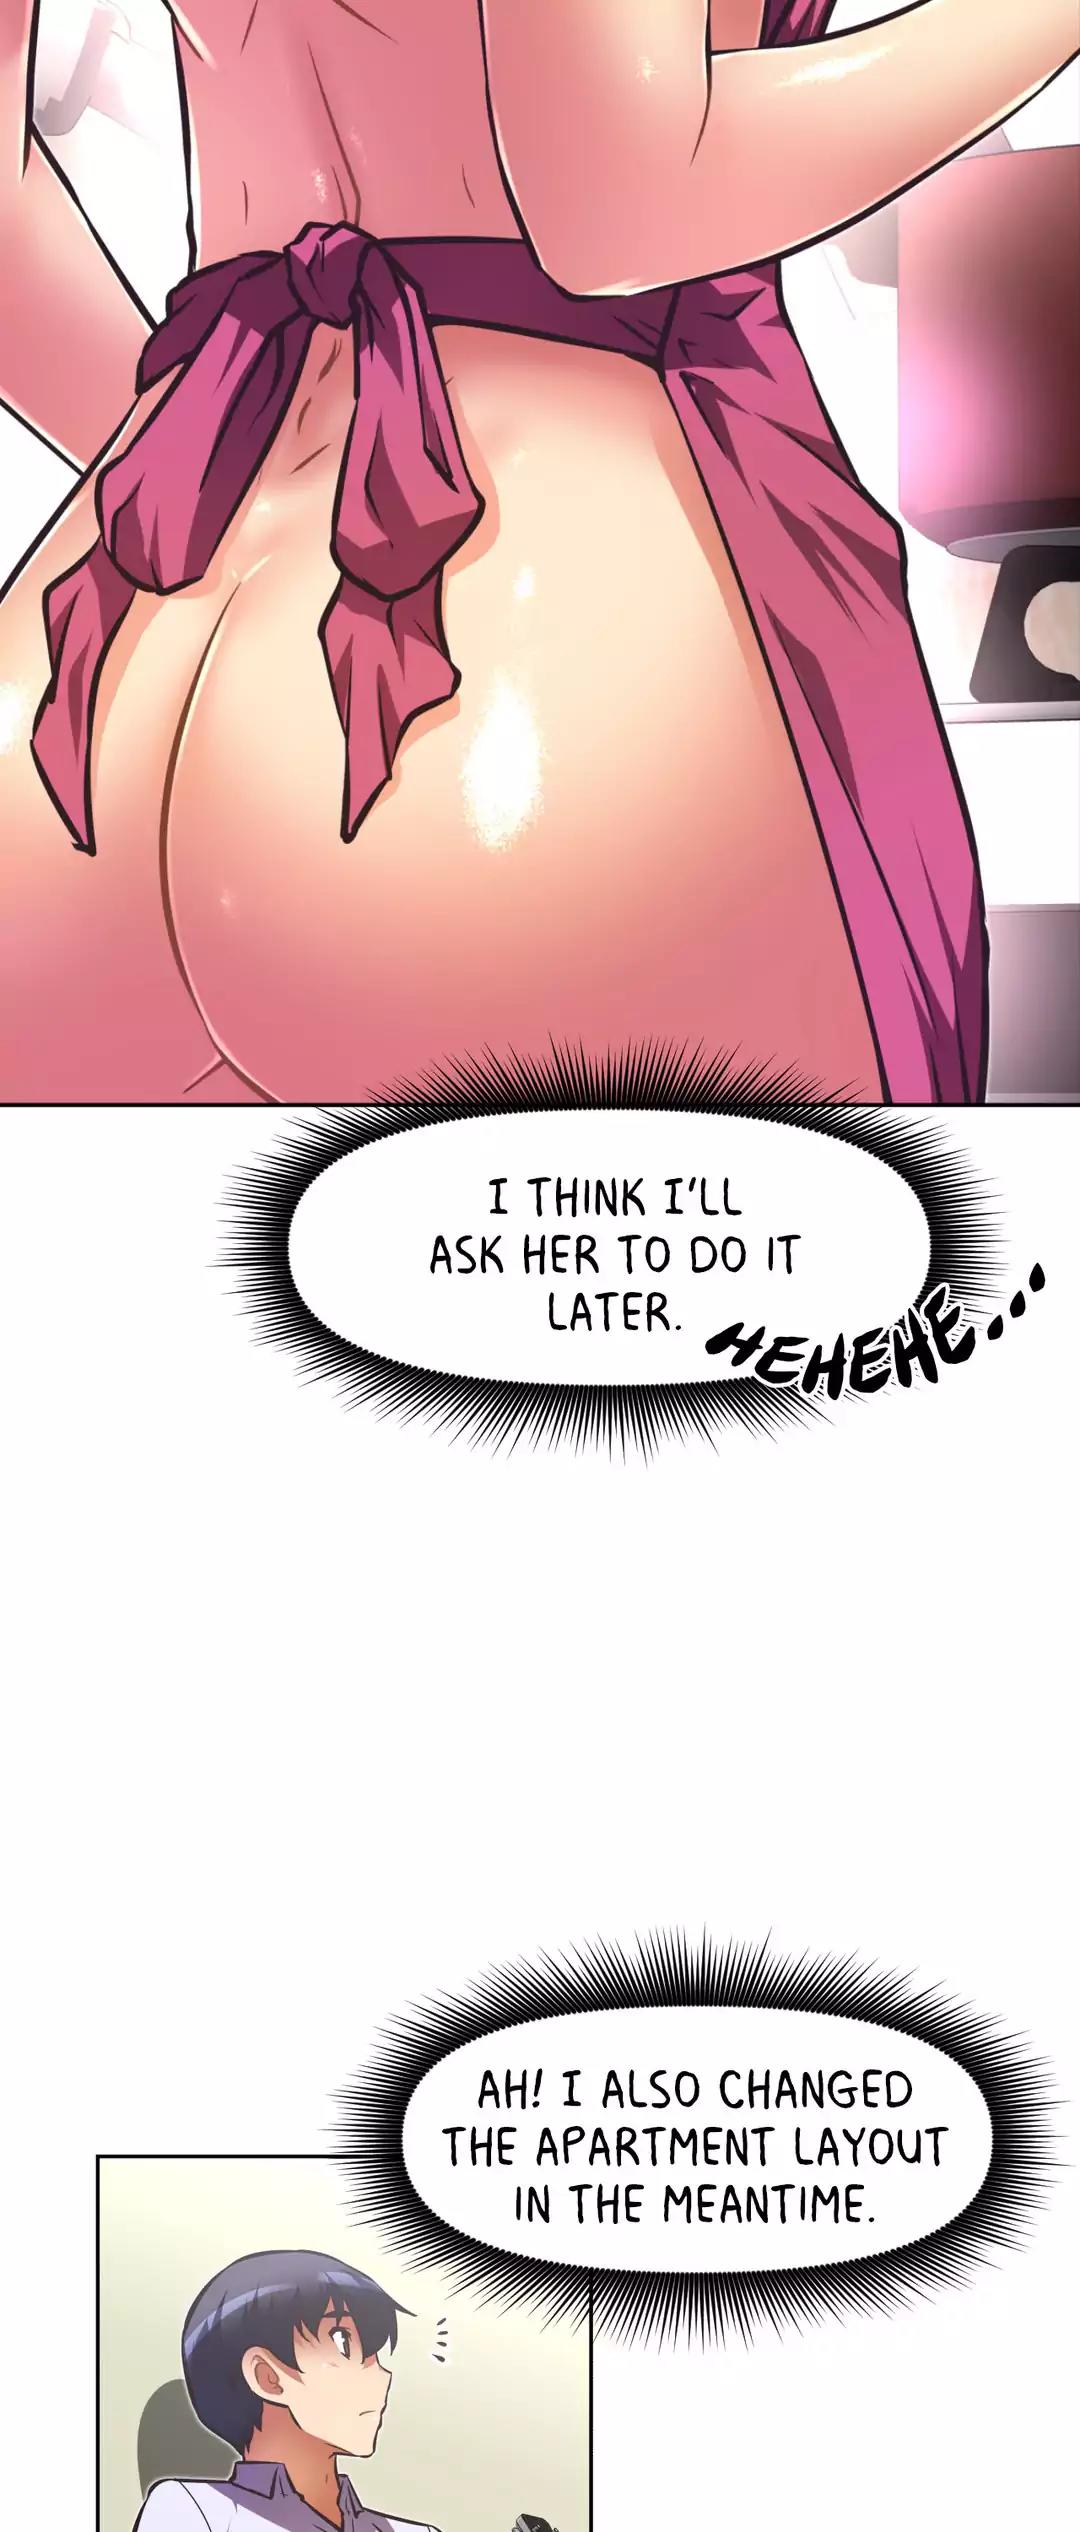 I THINK I'LL
ASK HER TO DO IT
LATER.
HEHEHE...
AH! I ALSO CHANGED
THE APARTMENT LAYOUT
IN THE MEANTIME.